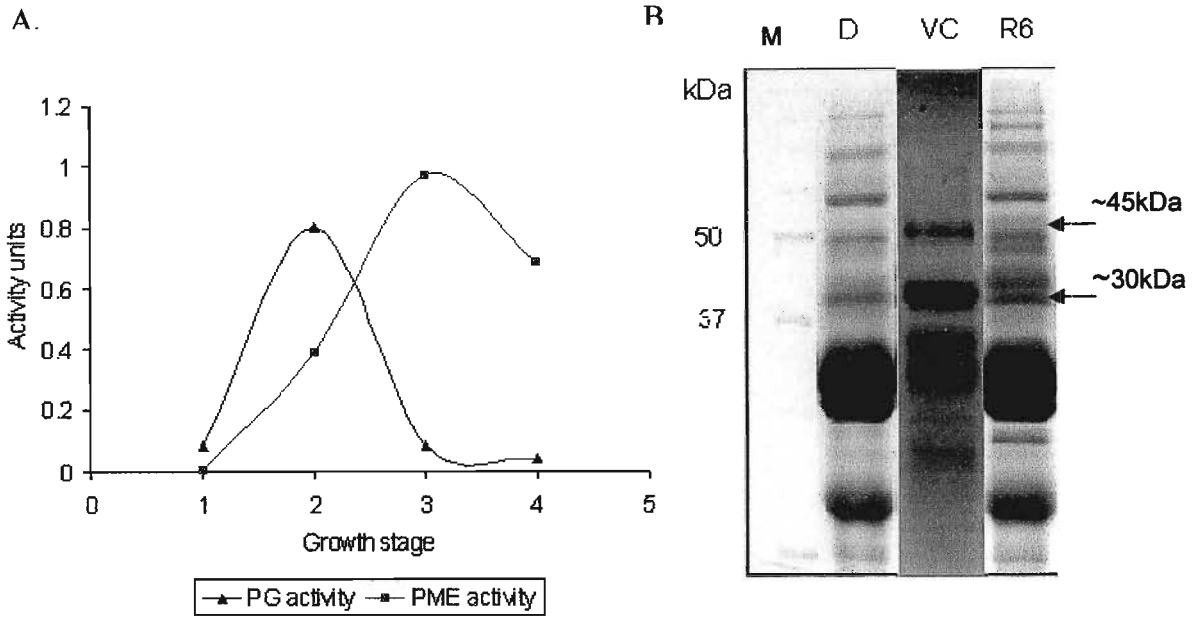 A.
1.2
1
0.8
0.6
0.4
0.2
0
0 1 2 3 4 5
Activity units
Growth stage
PG activity PME activity
B
M D VC R6
kDa
50
37
~45kDa
~30kDa